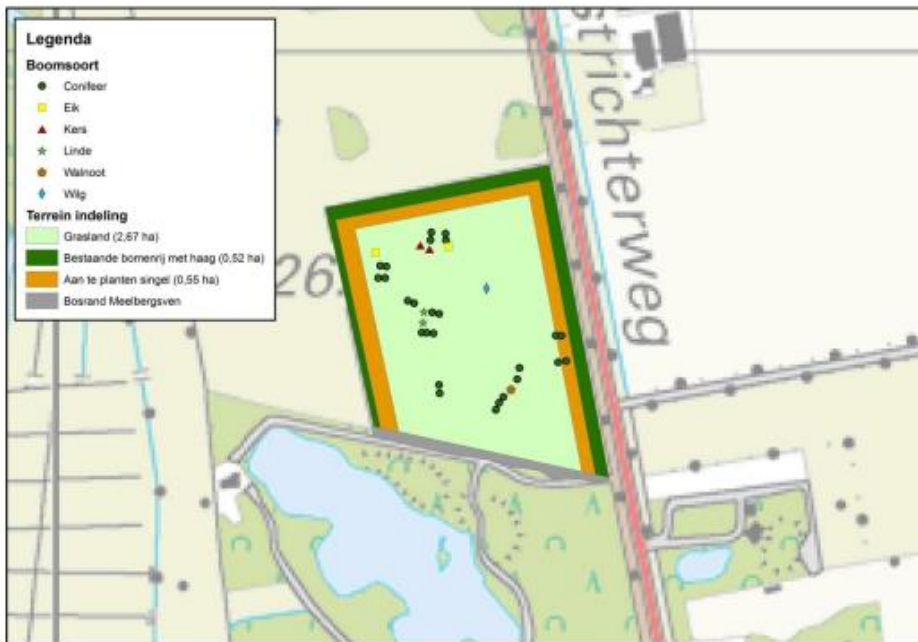 Legenda
Boomsoort
Conifeer
Eik
Kers
Linde
Walnoot
Wilg
Terrein indeling
Grasland (2,67 ha)
Bestaande bomenrij met haag (0,52 ha)
Aan te planten singel (0,55 ha)
Bosrand Meelbergsven
26.
strichterweg